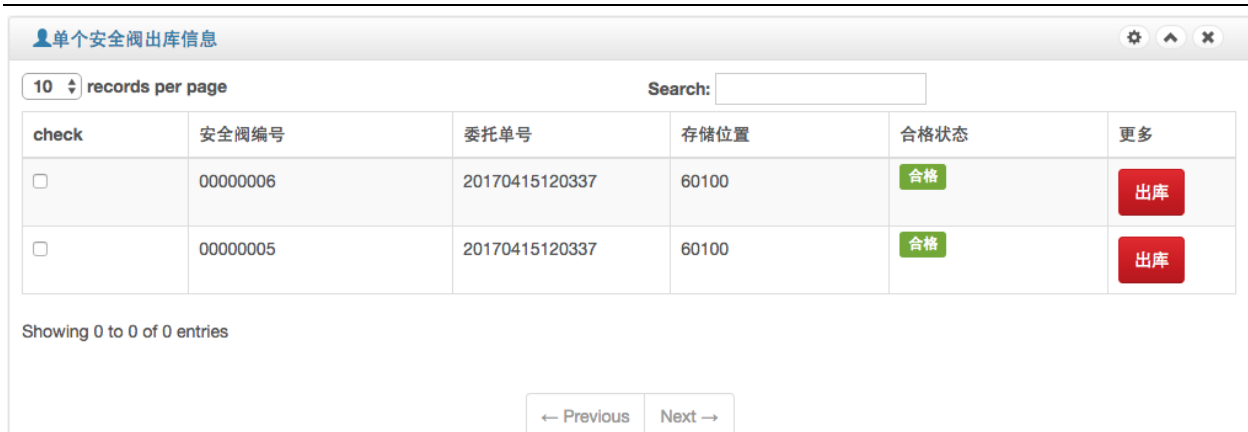 单个安全阀出库信息
10 records per page Search:
check 安全阀编号 委托单号 存储位置 合格状态 更多
00000006 20170415120337 60100 合格 出库
00000005 20170415120337 60100 合格 出库
Showing 0 to 0 of 0 entries
← Previous Next →